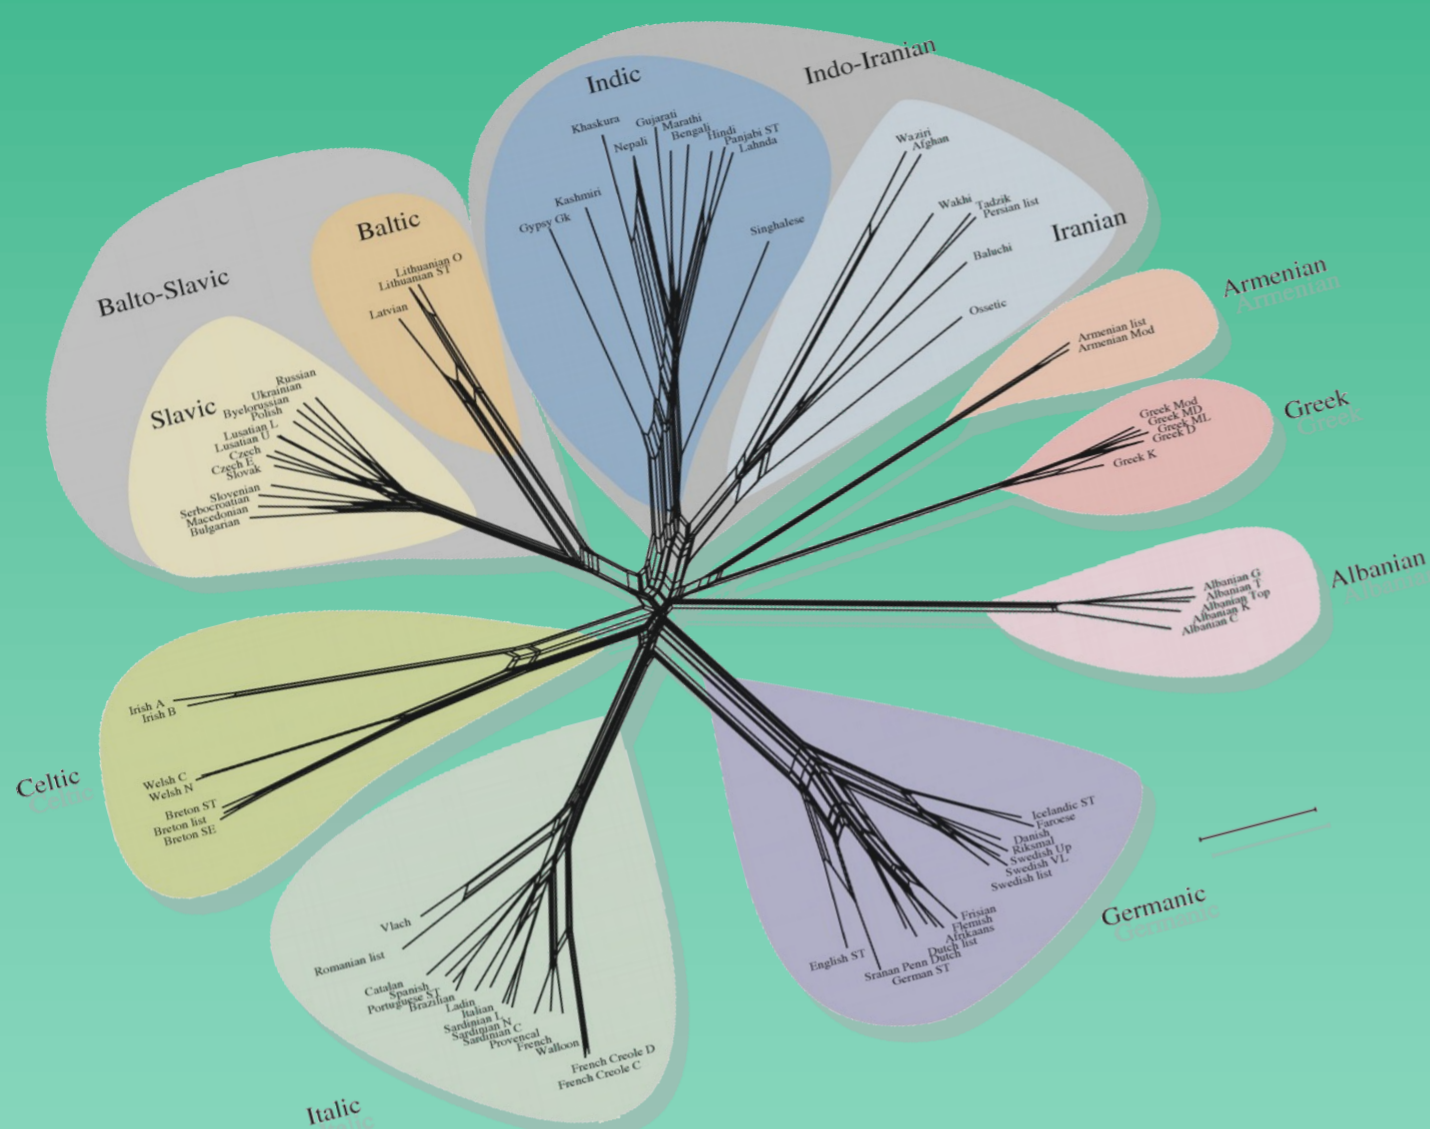 Indo-Iranian
Indic
Khaskura
Gujarati
Marathi
Bengali
Hindi
Panjabi ST
Lahnda
Nepali
Kashmiri
Gypsy Gk
Singhalese
Waziri
Afghan
Wakhi
Tadzik
Persian list
Baluchi
Ossetic
Iranian
Balto-Slavic
Baltic
Lithuanian O
Lithuanian ST
Latvian
Slavic
Russian
Ukrainian
Byelorussian
Polish
Lusatian L
Lusatian U
Czech
Czech E
Slovak
Slovenian
Serbocroatian
Macedonian
Bulgarian
Armenian
Armenian list
Armenian Mod
Greek
Greek Mod
Greek MD
Greek ML
Greek D
Greek K
Albanian
Albanian G
Albanian T
Albanian Top
Albanian K
Albanian C
Celtic
Irish A
Irish B
Welsh C
Welsh N
Breton ST
Breton list
Breton SE
Italic
Vlach
Romanian list
Catalan
Spanish
Portuguese ST
Brazilian
Ladin
Italian
Sardinian L
Sardinian N
Sardinian C
Provencal
French
Walloon
French Creole D
French Creole C
Germanic
Icelandic ST
Faroese
Danish
Riksmal
Swedish Up
Swedish VL
Swedish list
Frisian
Flemish
Afrikaans
Dutch list
Penn Dutch
Sranan
German ST
English ST